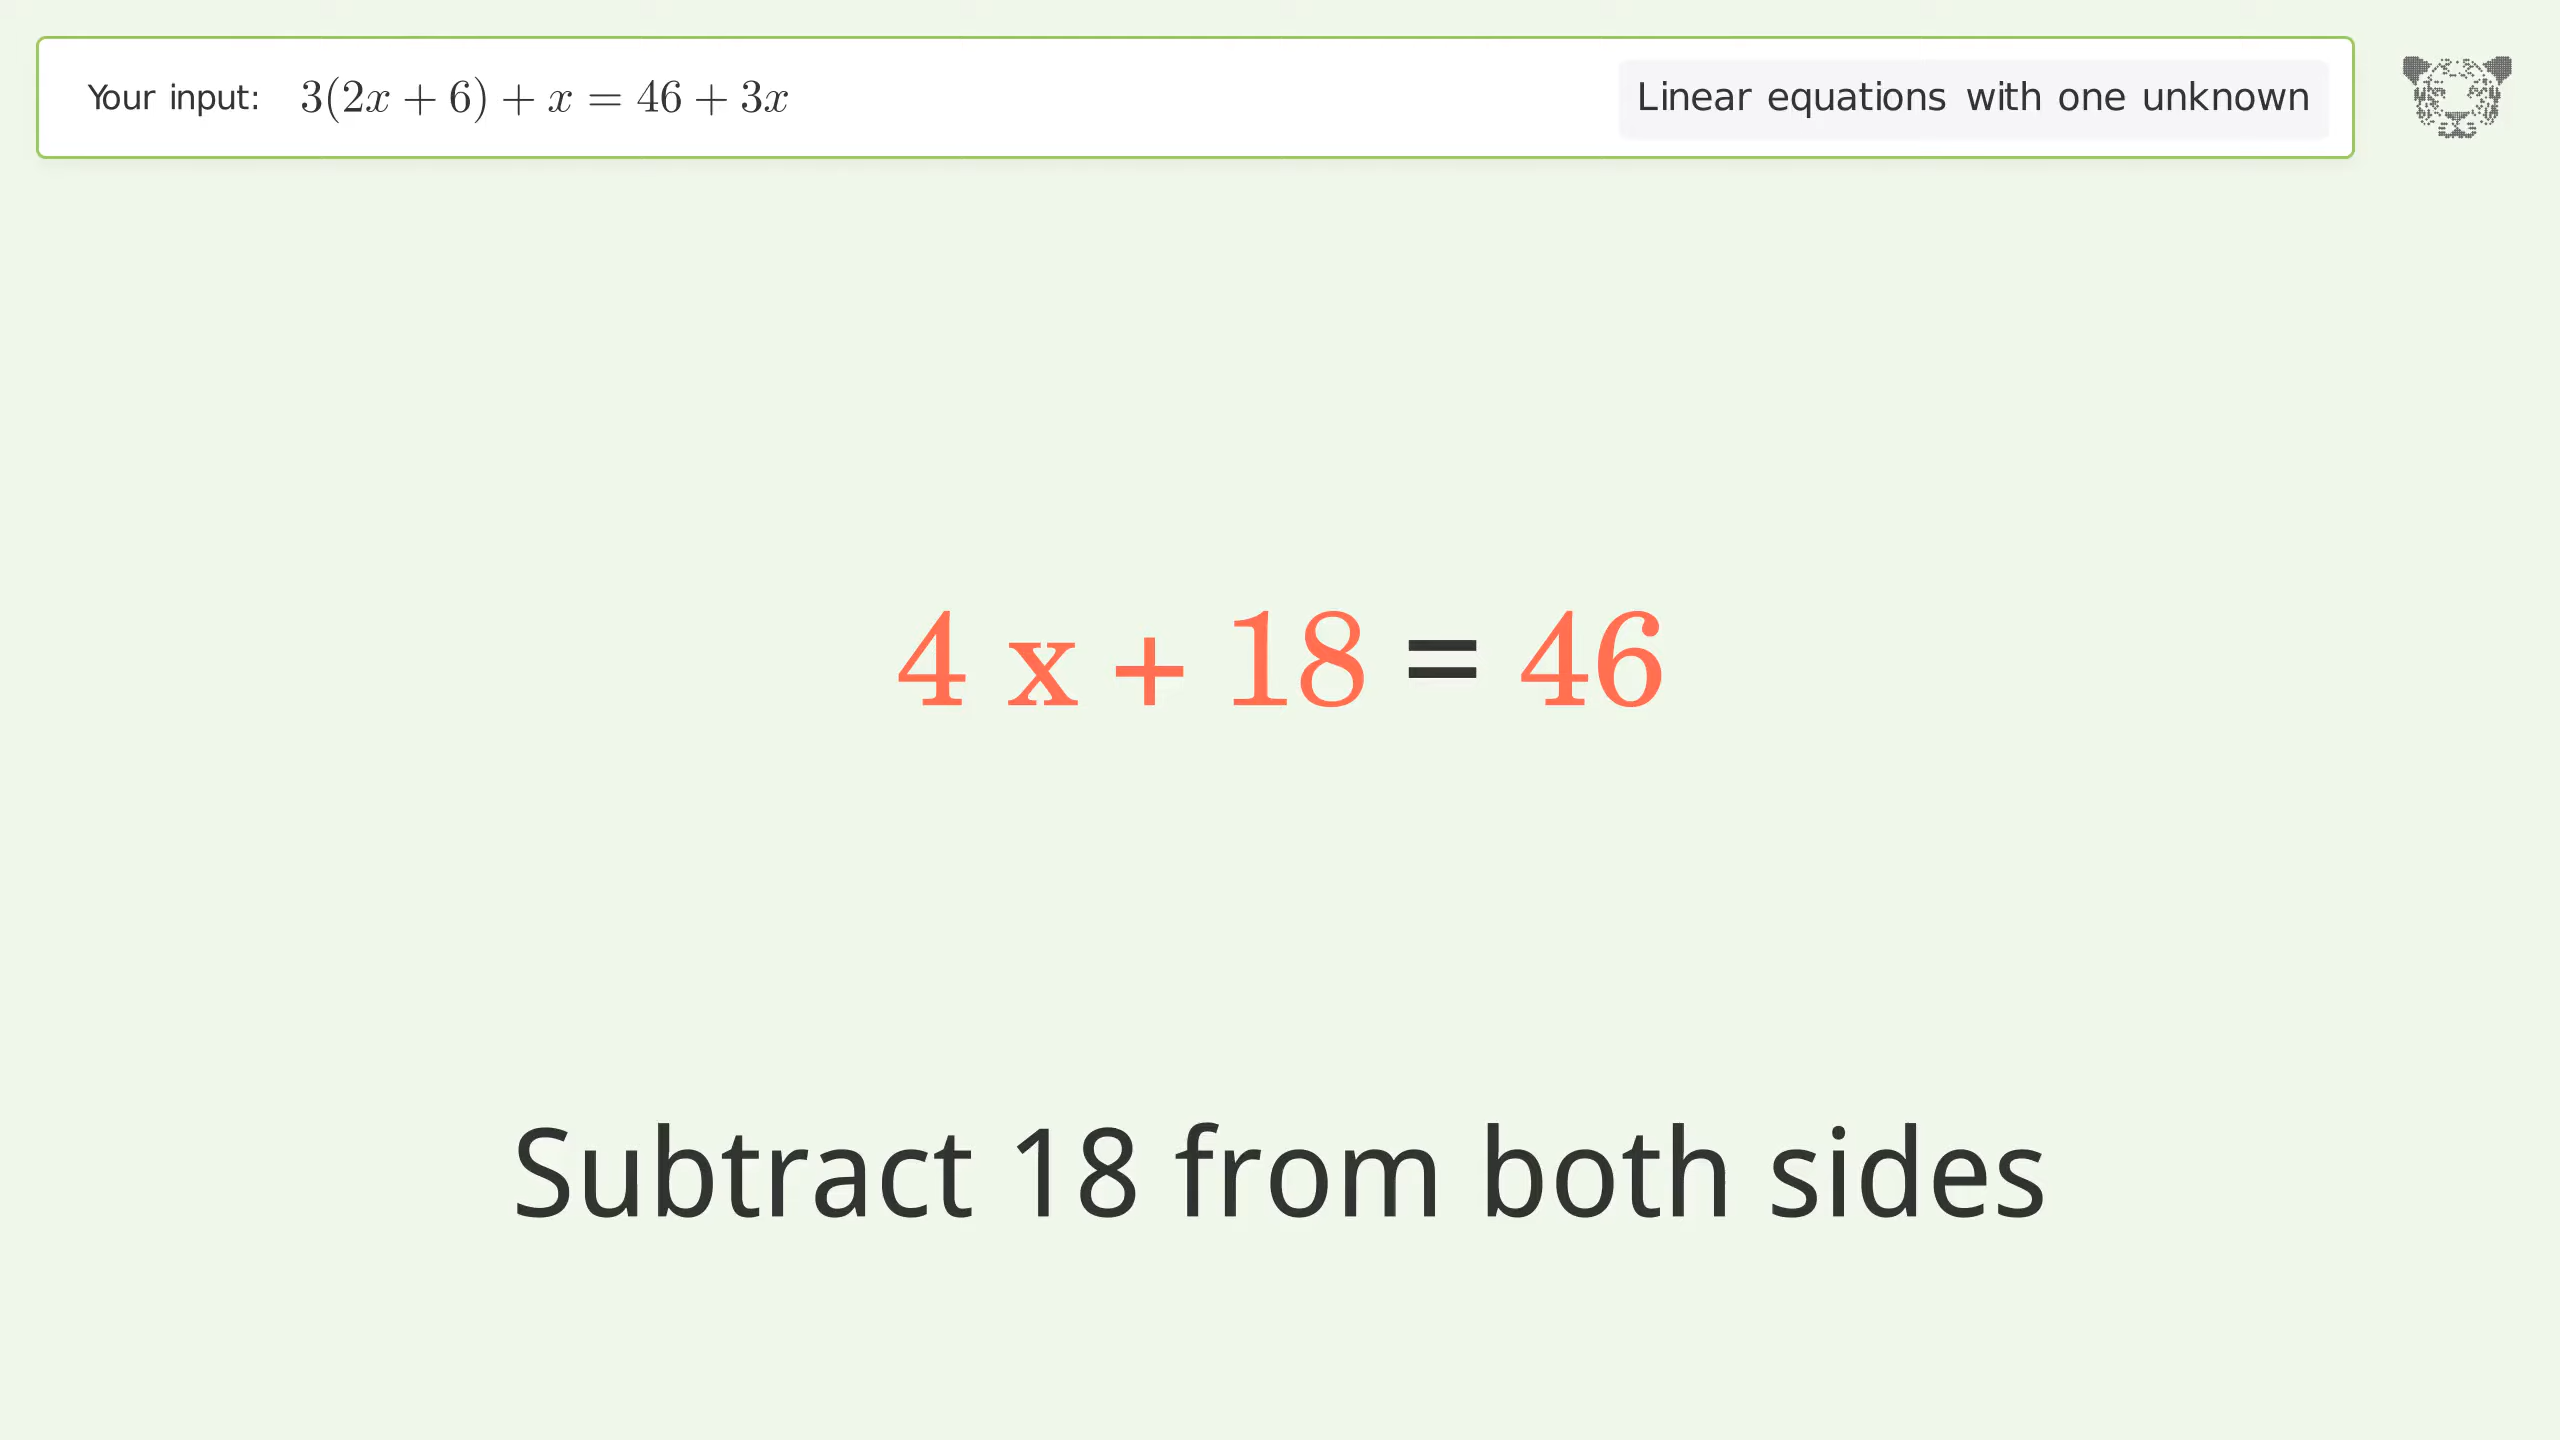 Your input: 3(2x + 6) + x = 46 + 3x
Linear equations with one unknown
4 x + 18 = 46
Subtract 18 from both sides